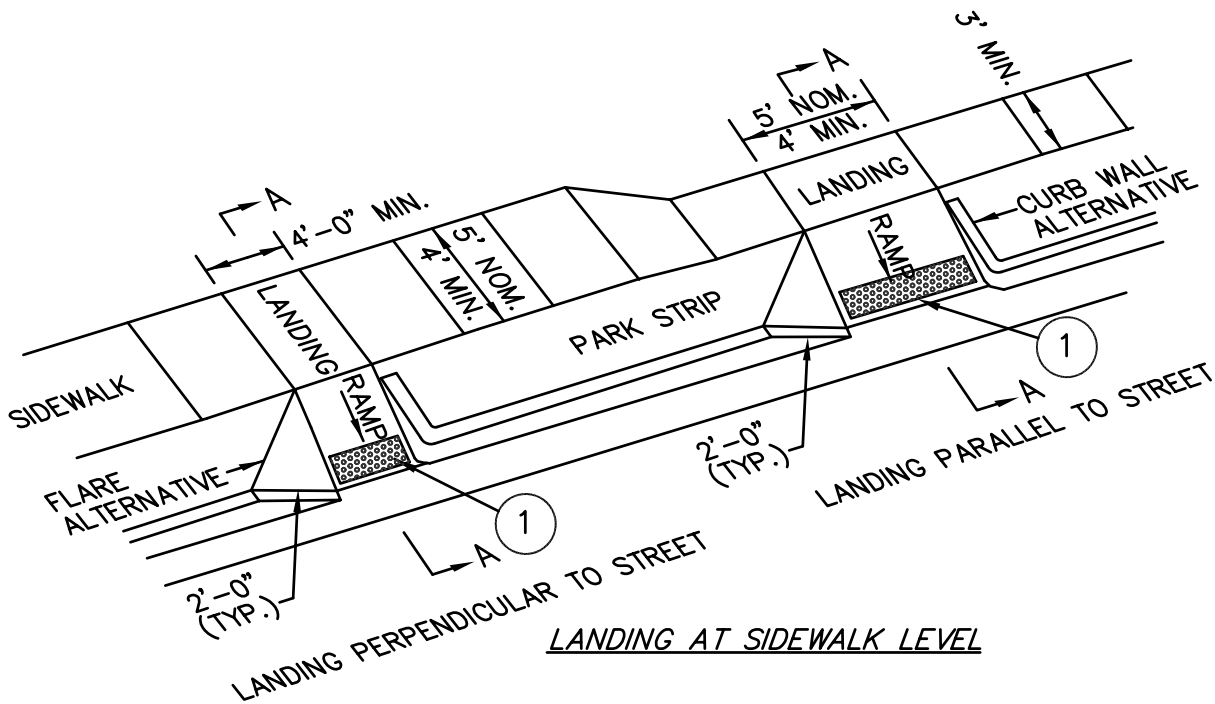 3' MIN.
A
5' NOM.
4' MIN.
LANDING
CURB WALL
ALTERNATIVE
RAMP
1
A
LANDING PARALLEL TO STREET
A
4'-0" MIN.
5' NOM.
4' MIN.
PARK STRIP
2'-0"
(TYP.)
LANDING
RAMP
SIDEWALK
FLARE
ALTERNATIVE
1
A
2'-0"
(TYP.)
LANDING PERPENDICULAR TO STREET
LANDING AT SIDEWALK LEVEL